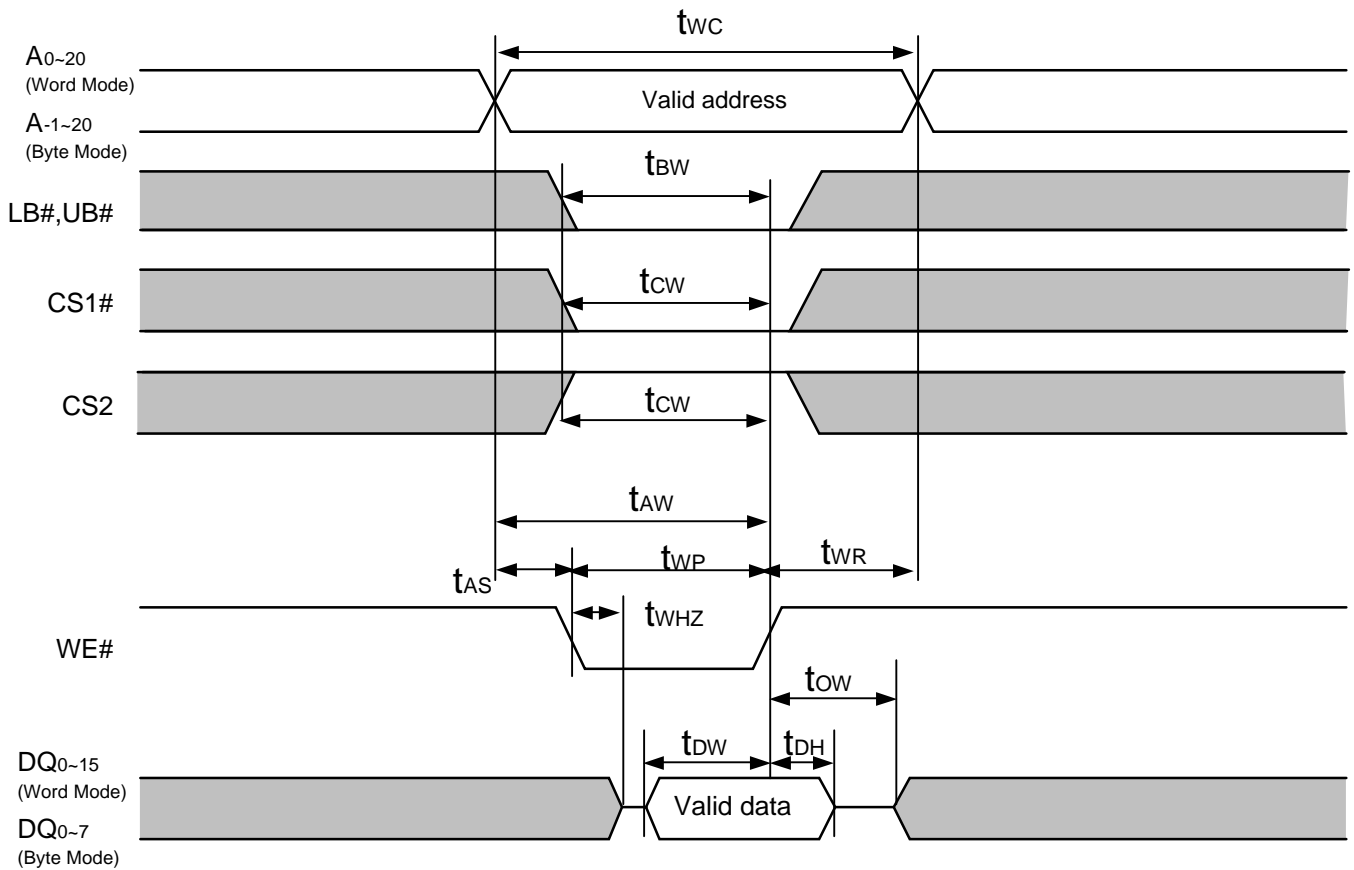 tWC
A0~20
(Word Mode)
Valid address
A-1~20
(Byte Mode)
tBW
LB#,UB#
tCW
CS1#
tCW
CS2
tAW
tAS
tWP
tWR
tWHZ
WE#
tOW
tDW
tDH
DQ0~15
(Word Mode)
Valid data
DQ0~7
(Byte Mode)